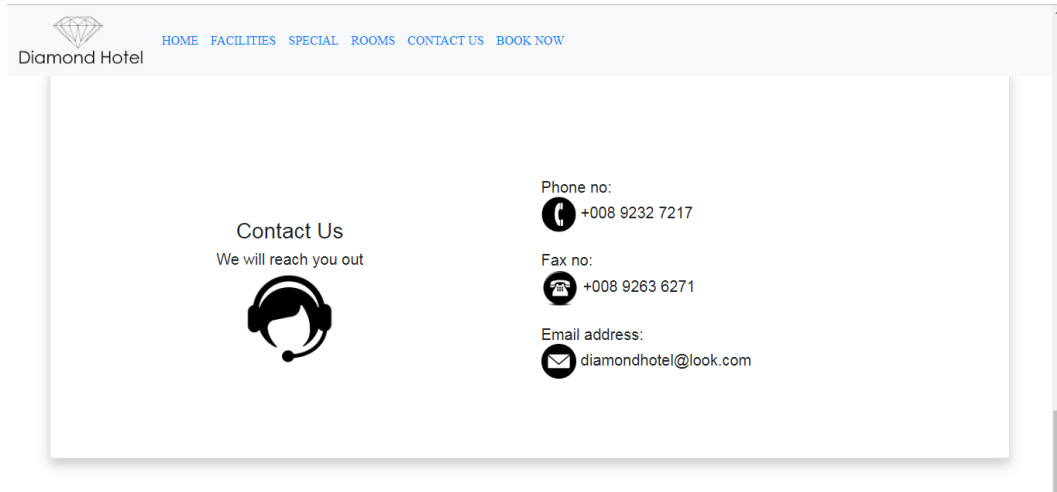 Diamond Hotel
HOME FACILITIES SPECIAL ROOMS CONTACT US BOOK NOW
Contact Us
We will reach you out
Phone no:
+008 9232 7217
Fax no:
+008 9263 6271
Email address:
diamondhotel@look.com